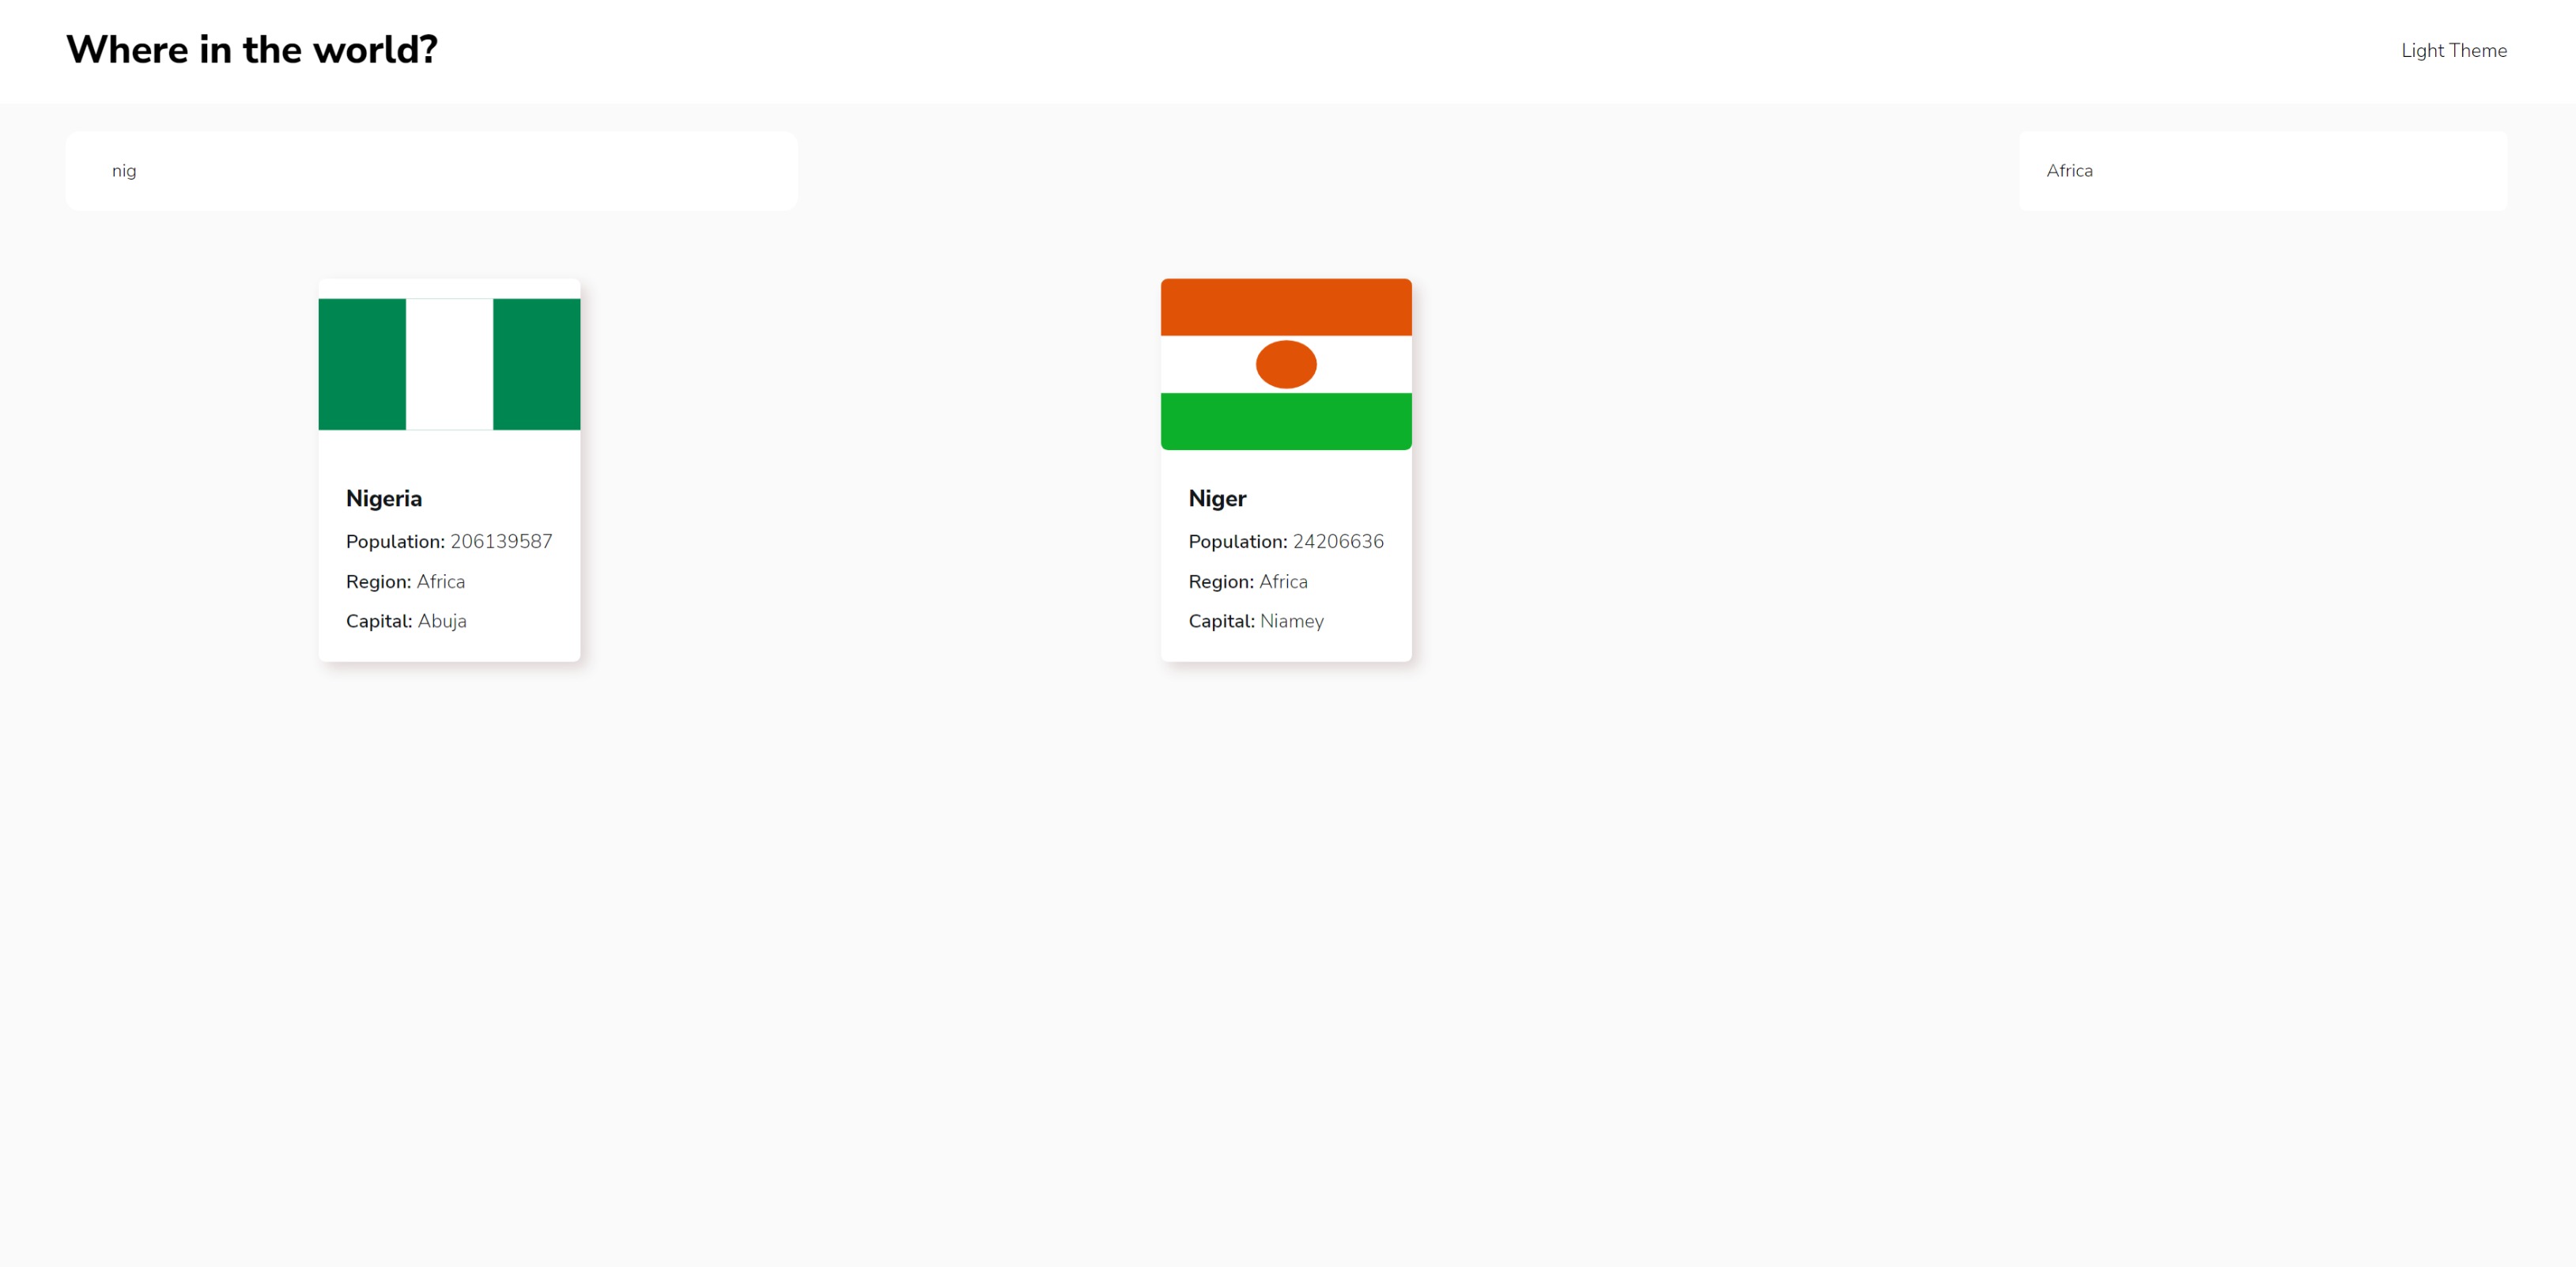 Where in the world?
Light Theme
nig
Africa
Nigeria
Population: 206139587
Region: Africa
Capital: Abuja
Niger
Population: 24206636
Region: Africa
Capital: Niamey